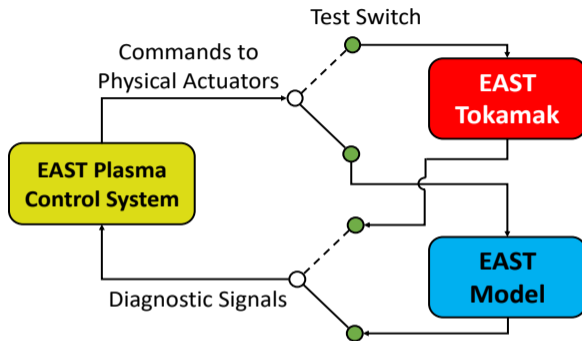 Test Switch
Commands to
Physical Actuators
EAST
Tokamak
EAST Plasma
Control System
EAST
Model
Diagnostic Signals